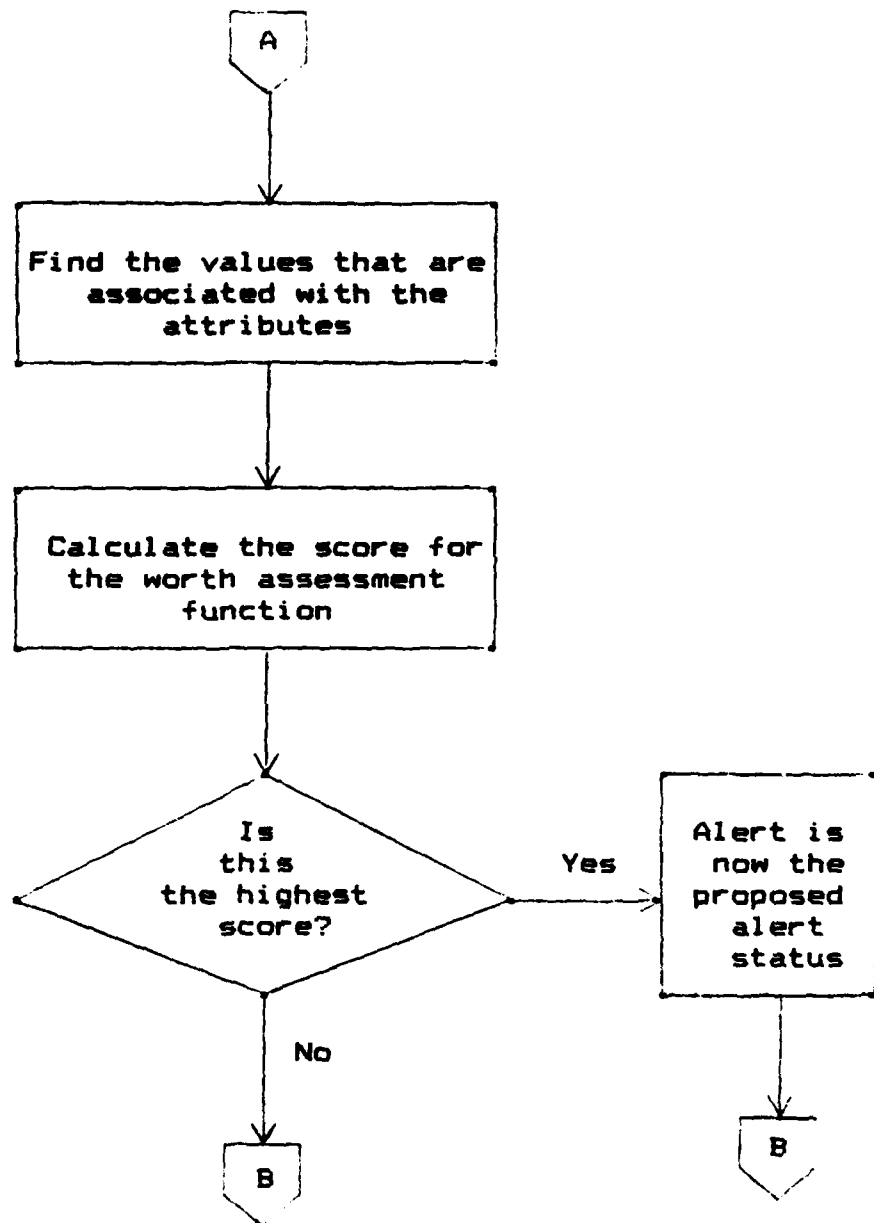 A
Find the values that are
associated with the
attributes
Calculate the score for
the worth assessment
function
Is
this
the highest
score?
Yes
Alert is
now the
proposed
alert
status
No
B
B